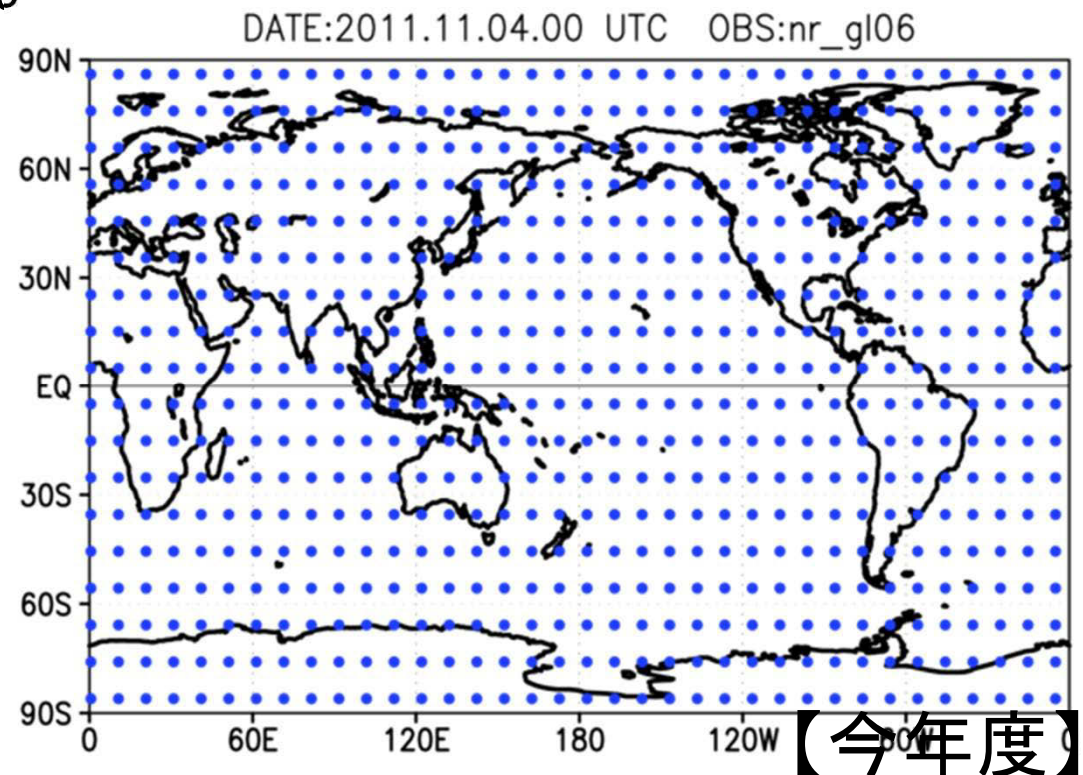 DATE:2011.11.04.00 UTC OBS:nr_gl06
90N
60N
30N
EQ
30S
60S
90S
0 60E 120E 180 120W 60W
【今年度】